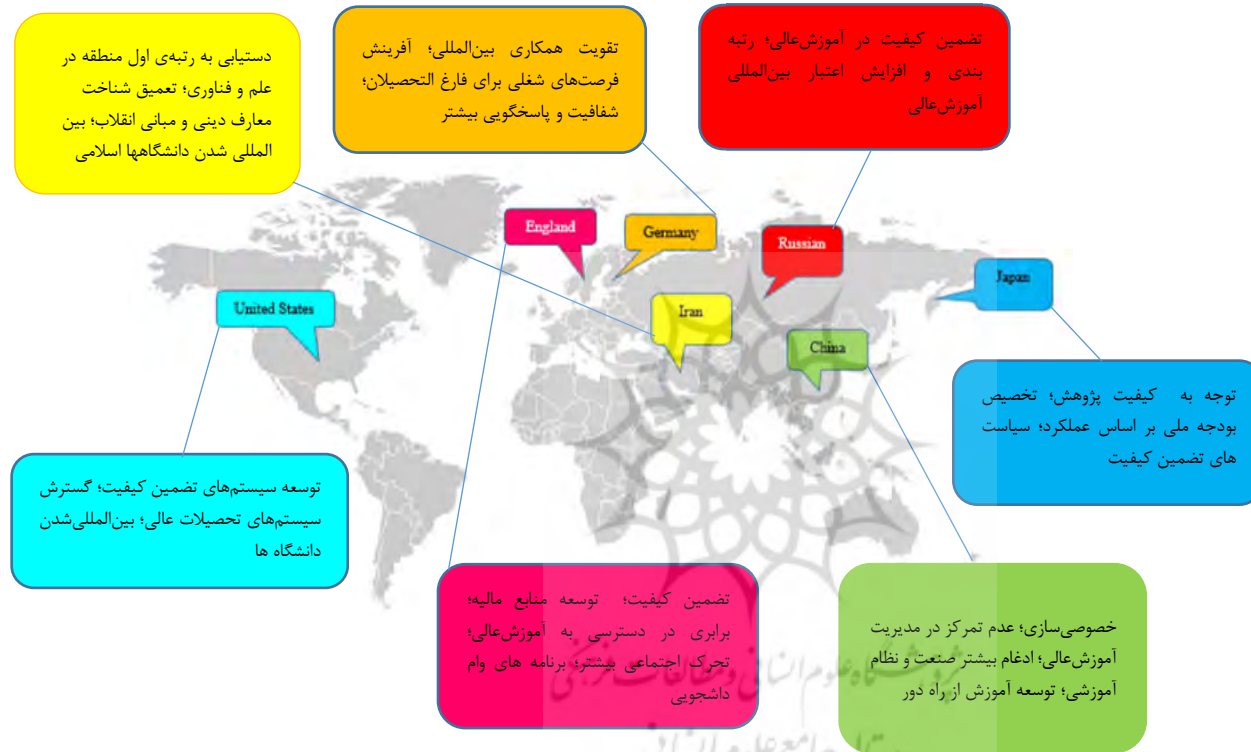 دستیابی به رتبه‌ی اول منطقه در
علم و فناوری؛ تعمیق شناخت
معارف دینی و مبانی انقلاب؛ بین
المللی شدن دانشگاهها اسلامی
تقویت همکاری بین‌المللی؛ آفرینش
فرصت‌های شغلی برای فارغ التحصیلان؛
شفافیت و پاسخگویی بیشتر
تضمین کیفیت در آموزش‌عالی؛ رتبه
بندی و افزایش اعتبار بین‌المللی
آموزش‌عالی
England
Germany
Russian
Japan
United States
Iran
China
توجه به کیفیت پژوهش؛ تخصیص
بودجه ملی بر اساس عملکرد؛ سیاست
های تضمین کیفیت
توسعه سیستم‌های تضمین کیفیت؛ گسترش
سیستم‌های تحصیلات عالی؛ بین‌المللی‌شدن
دانشگاه ها
تضمین کیفیت؛ توسعه منابع مالیه؛
برابری در دسترسی به آموزش‌عالی؛
تحرک اجتماعی بیشتر؛ برنامه های وام
داشجویی
خصوصی‌سازی؛ عدم تمرکز در مدیریت
آموزش‌عالی؛ ادغام بیشتر صنعت و نظام
آموزشی؛ توسعه آموزش از راه دور
پژوهشگاه علوم انسانی و مطالعات فرهنگی